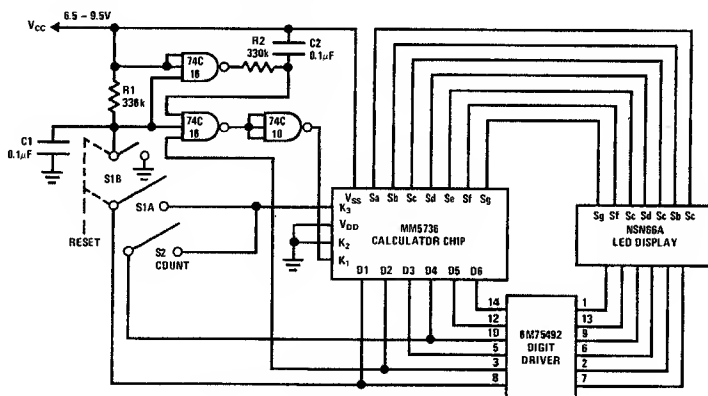 VCC 6.5 – 9.5V
R2
330k
C2
0.1µF
74C
10
R1
330k
74C
10
74C
10
C1
0.1µF
S1B
S1A
RESET
S2
COUNT
VSS Sa Sb Sc Sd Se Sf Sg
K3
VDD
K2
K1
MM5736
CALCULATOR CHIP
D1 D2 D3 D4 D5 D6
Sg Sf Sc Sd Sc Sb Sc
NSN66A
LED DISPLAY
14
12
10
5
3
8
6M75492
DIGIT
DRIVER
1
13
9
6
2
7